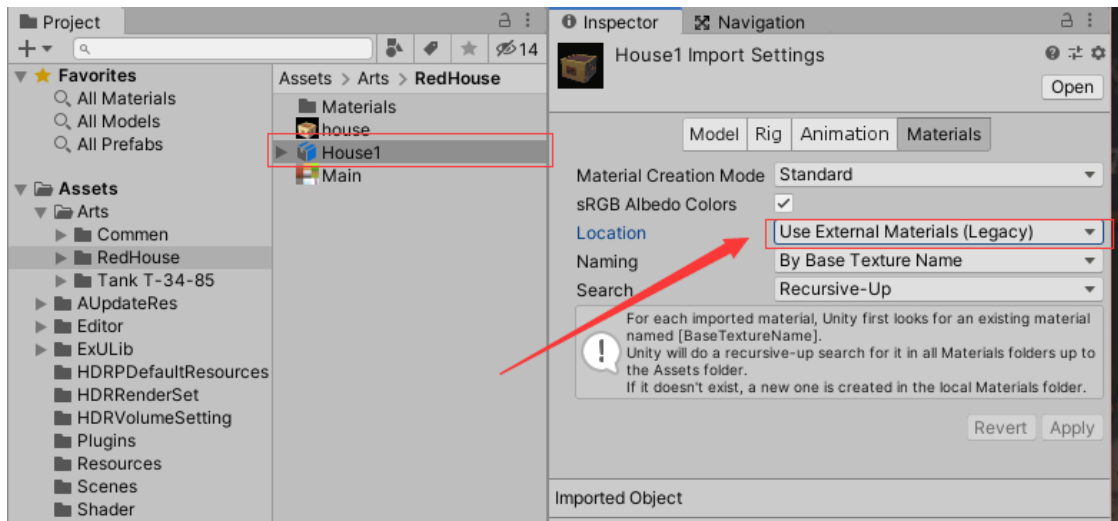 Project
14
Favorites
All Materials
All Models
All Prefabs
Assets
Arts
Commen
RedHouse
Tank T-34-85
AUpdateRes
Editor
ExULib
HDRPDefaultResources
HDRRenderSet
HDRVolumeSetting
Plugins
Resources
Scenes
Shader
Assets > Arts > RedHouse
Materials
house
House1
Main
Inspector
Navigation
House1 Import Settings
Open
Model Rig Animation Materials
Material Creation Mode Standard
sRGB Albedo Colors
Location Use External Materials (Legacy)
Naming By Base Texture Name
Search Recursive-Up
For each imported material, Unity first looks for an existing material
named [BaseTextureName].
Unity will do a recursive-up search for it in all Materials folders up to
the Assets folder.
If it doesn't exist, a new one is created in the local Materials folder.
Revert Apply
Imported Object